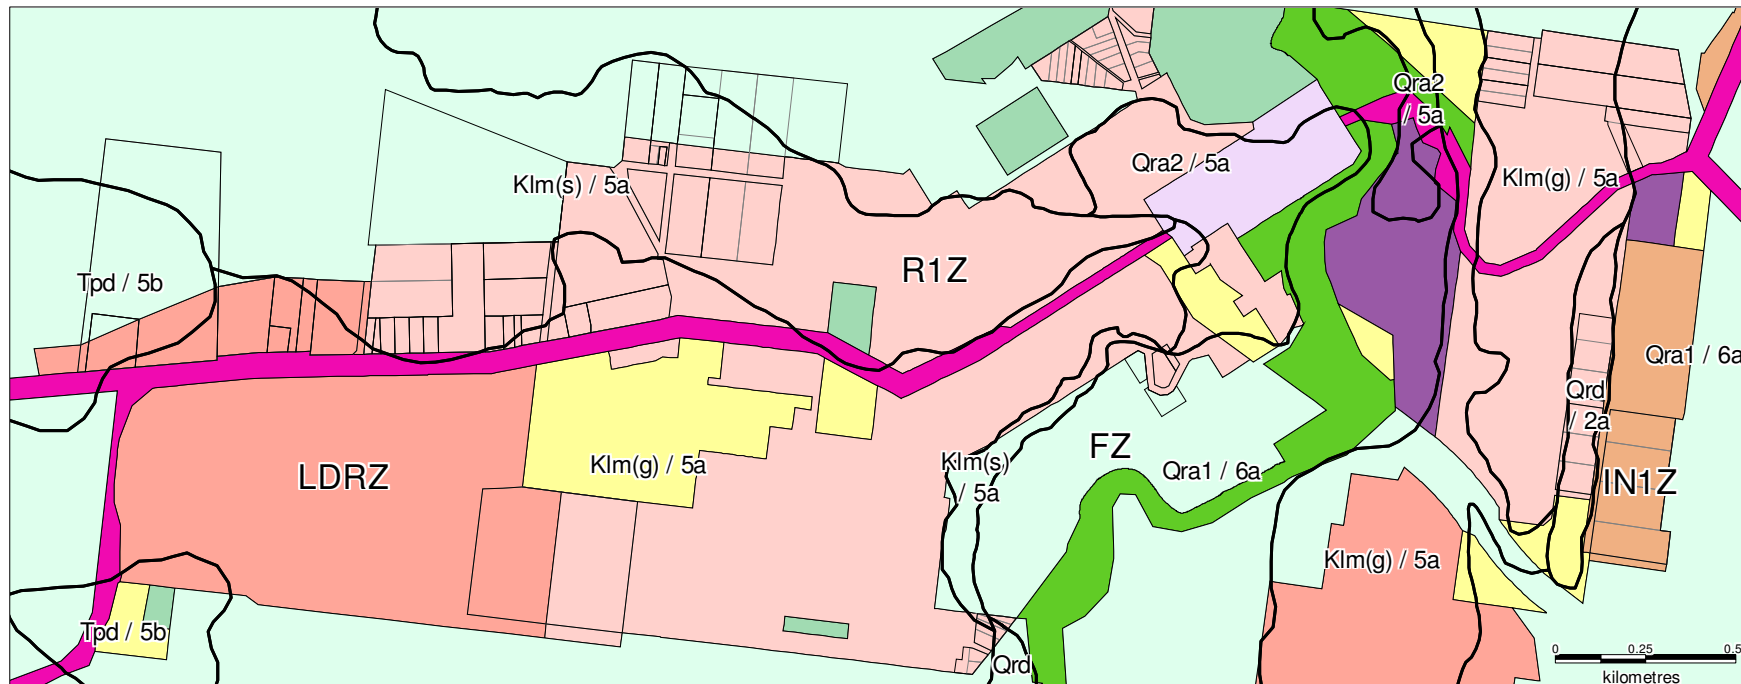 Qra2
/ 5a
Qra2 / 5a
Klm(s) / 5a
Klm(g) / 5a
Tpd / 5b
R1Z
Qra1 / 6a
Qrd
/ 2a
FZ
Klm(g) / 5a
Klm(s)
/ 5a
Qra1 / 6a
LDRZ
IN1Z
Klm(g) / 5a
Tpd / 5b
Qrd
0 0.25 0.5
kilometres